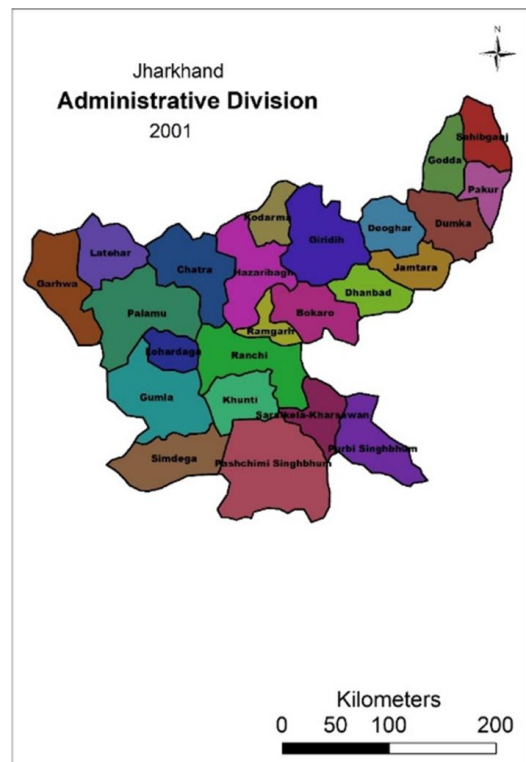 Jharkhand
Administrative Division
2001
N
Sahibganj
Godda
Pakur
Kodarma
Dumka
Deoghar
Giridih
Latehar
Chatra
Hazaribagh
Jamtara
Garhwa
Dhanbad
Palamu
Bokaro
Ramgarh
Lohardaga
Ranchi
Gumla
Khunti
Saraikela-Kharsawan
Purbi Singhbhum
Simdega
Pashchimi Singhbhum
Kilometers
0 50 100 200